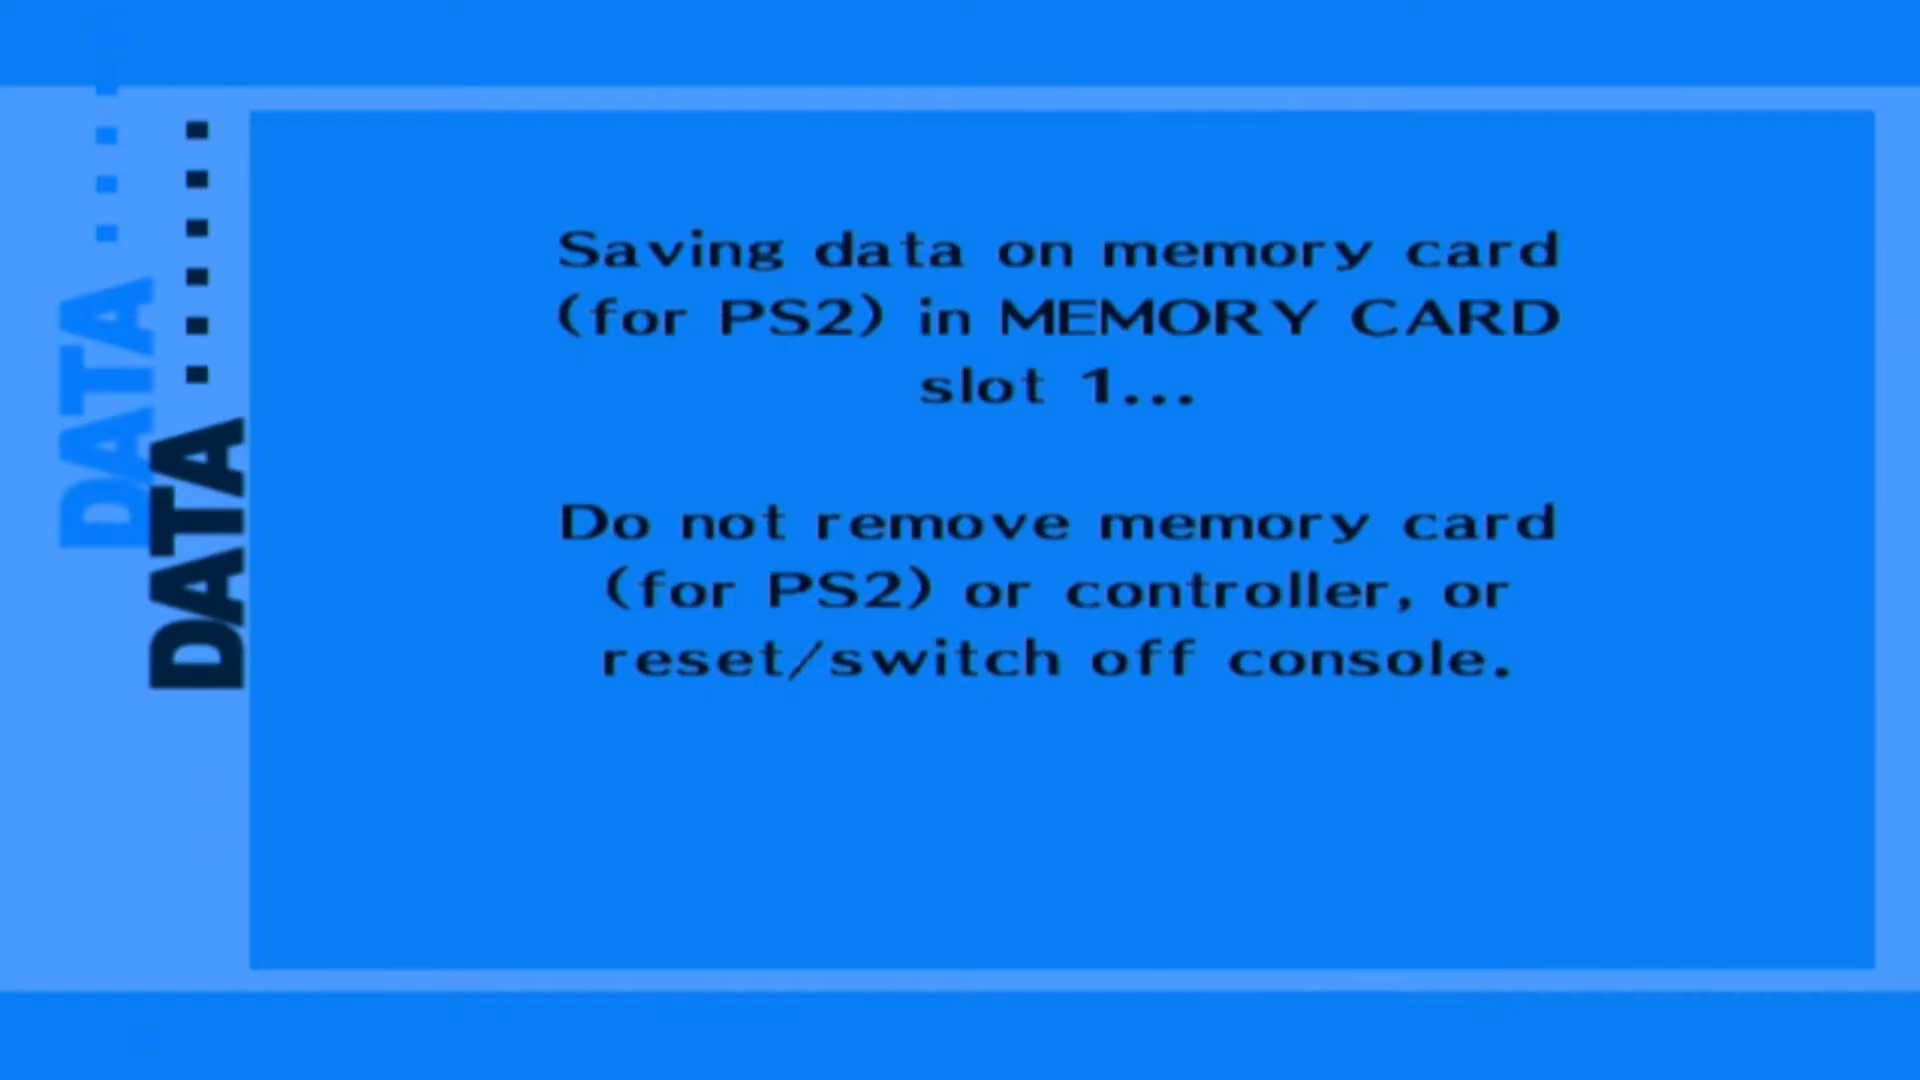 DATA
DATA
Saving data on memory card
(for PS2) in MEMORY CARD
slot 1...
Do not remove memory card
(for PS2) or controller, or
reset/switch off console.